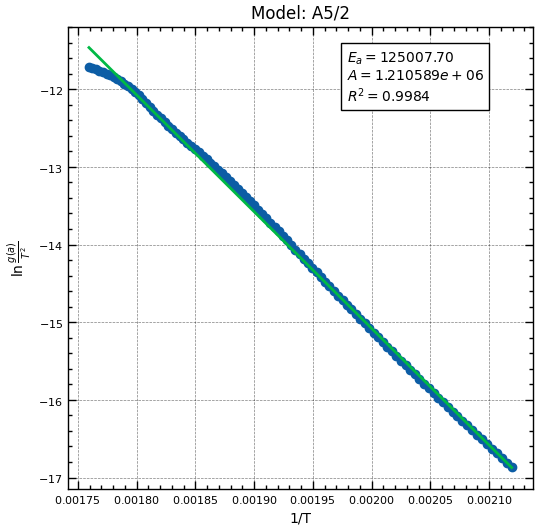 Model: A5/2
E_a = 125007.70
A = 1.210589e + 06
R^2 = 0.9984
−12
−13
−14
−15
−16
−17
ln g(a)/T^2
0.00175 0.00180 0.00185 0.00190 0.00195 0.00200 0.00205 0.00210
1/T